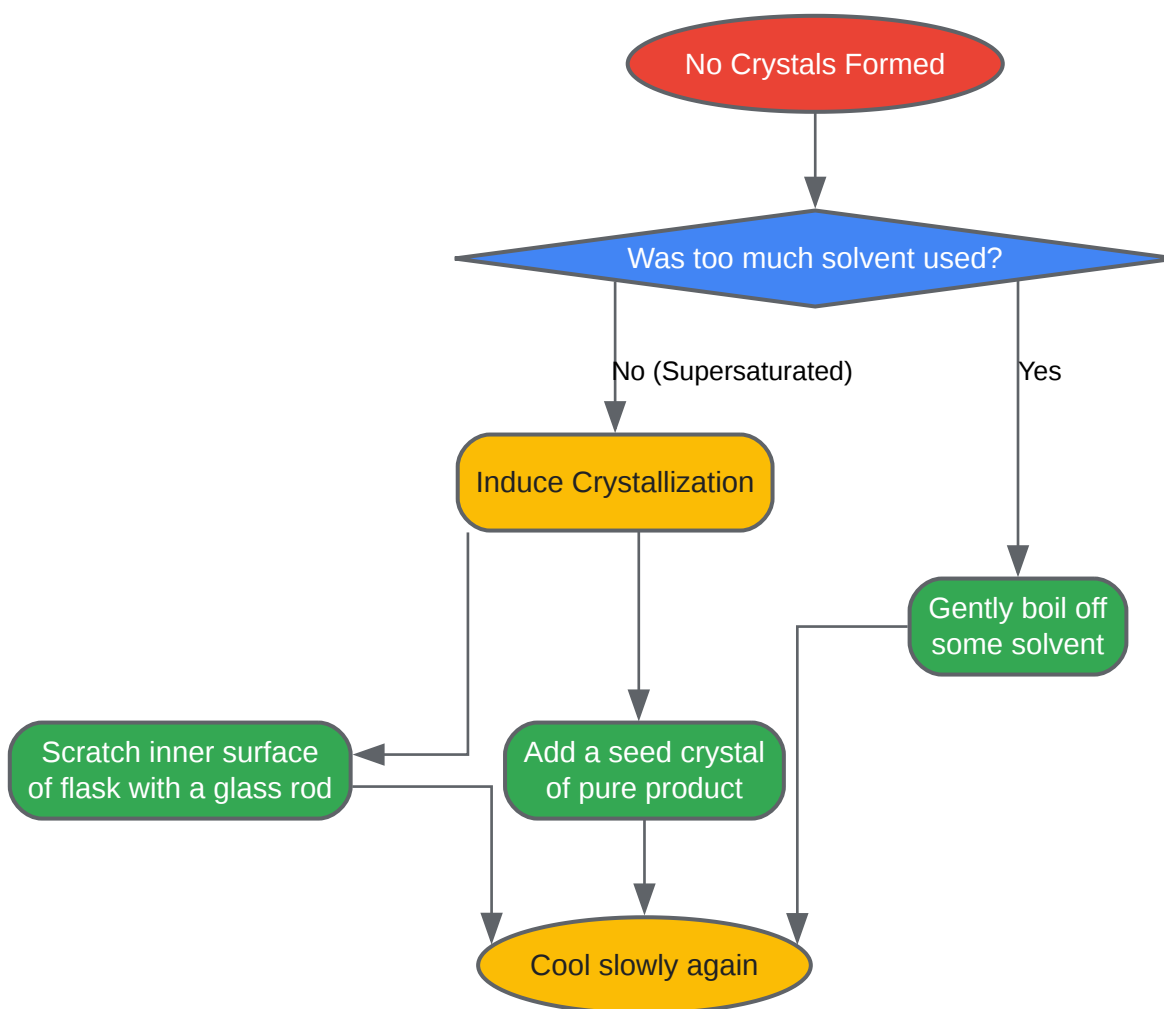 No Crystals Formed
Was too much solvent used?
No (Supersaturated)
Yes
Induce Crystallization
Gently boil off
some solvent
Scratch inner surface
of flask with a glass rod
Add a seed crystal
of pure product
Cool slowly again